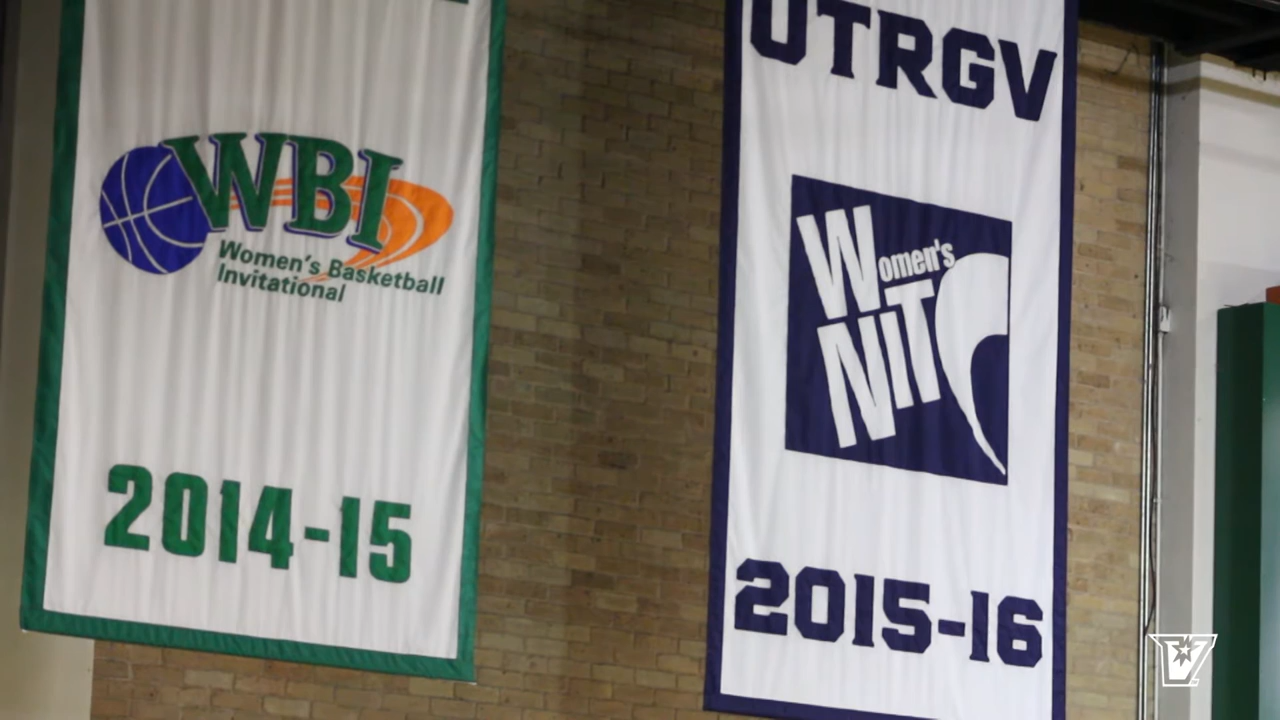 WBI
Women's Basketball
Invitational
2014-15
UTRGV
Women's
NIT
2015-16
V